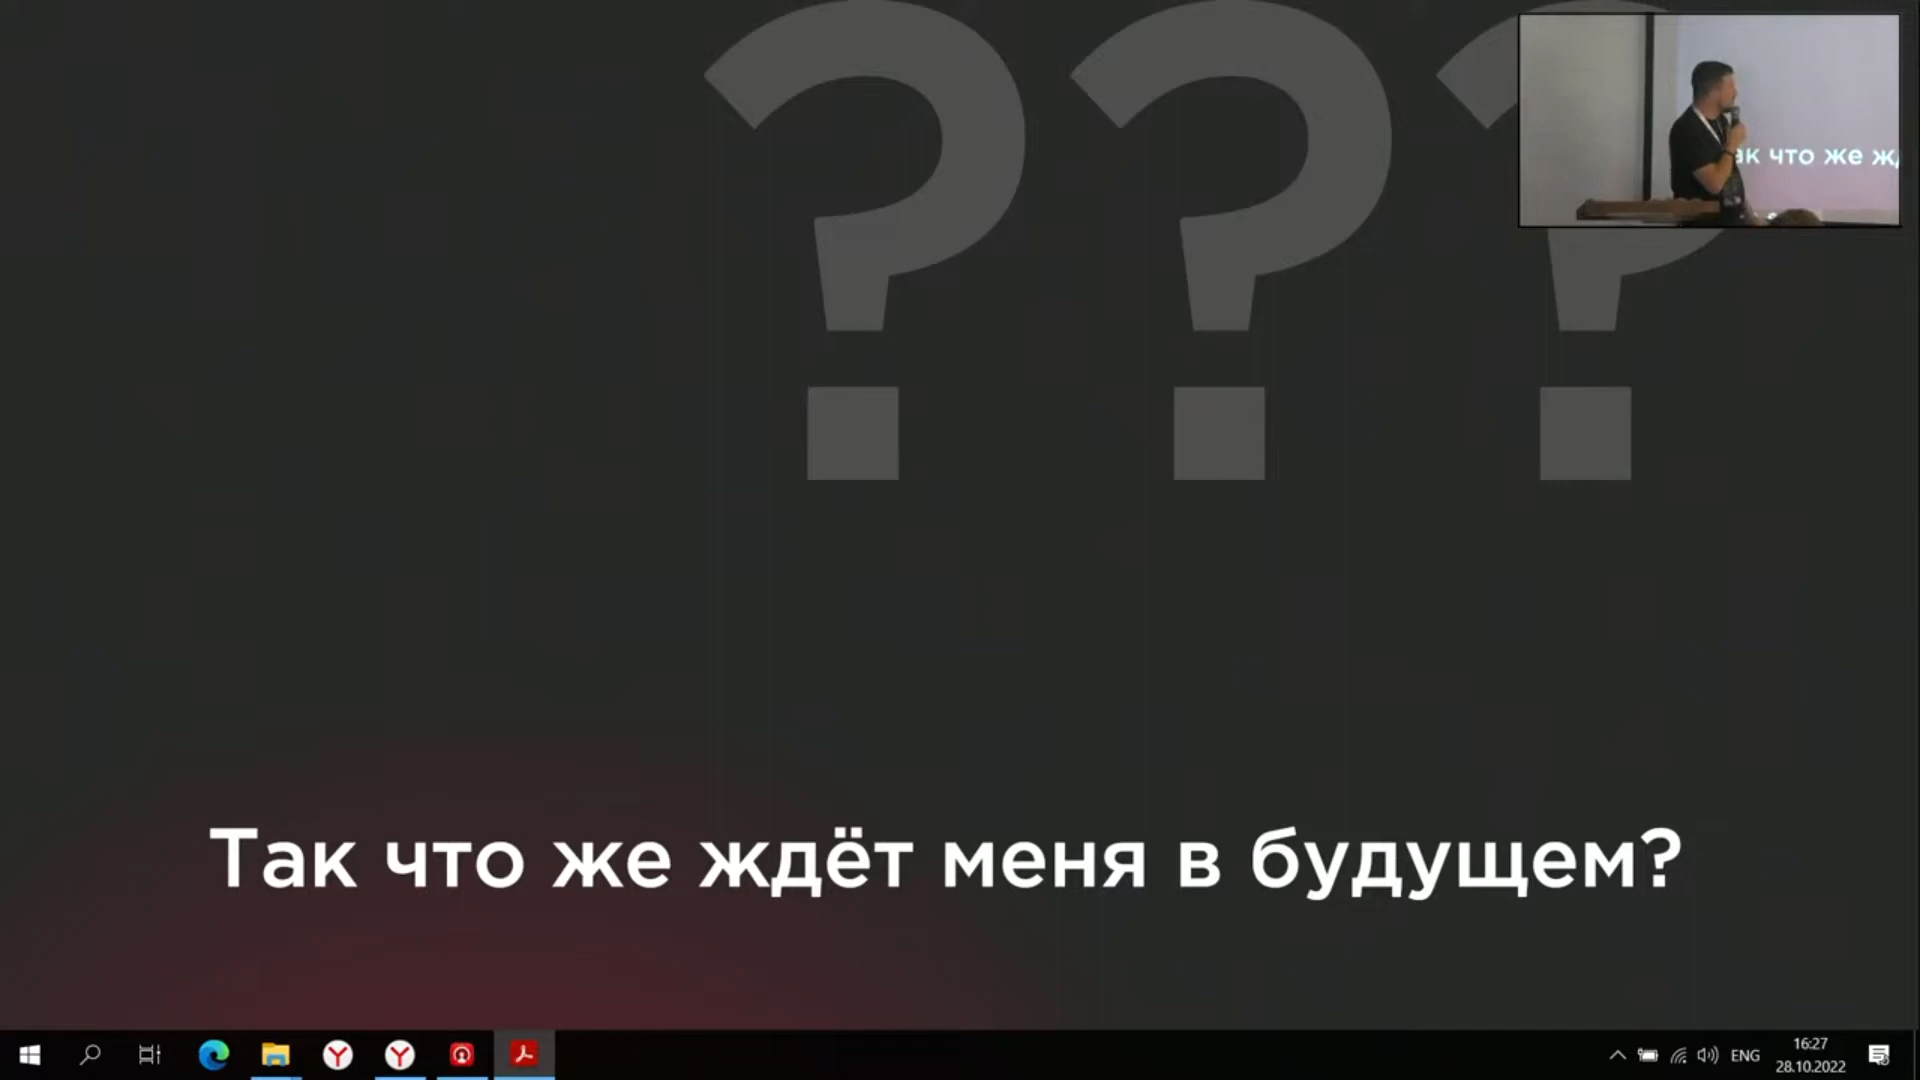 ???
ак что же ж
Так что же ждёт меня в будущем?
ENG
16:27
28.10.2022